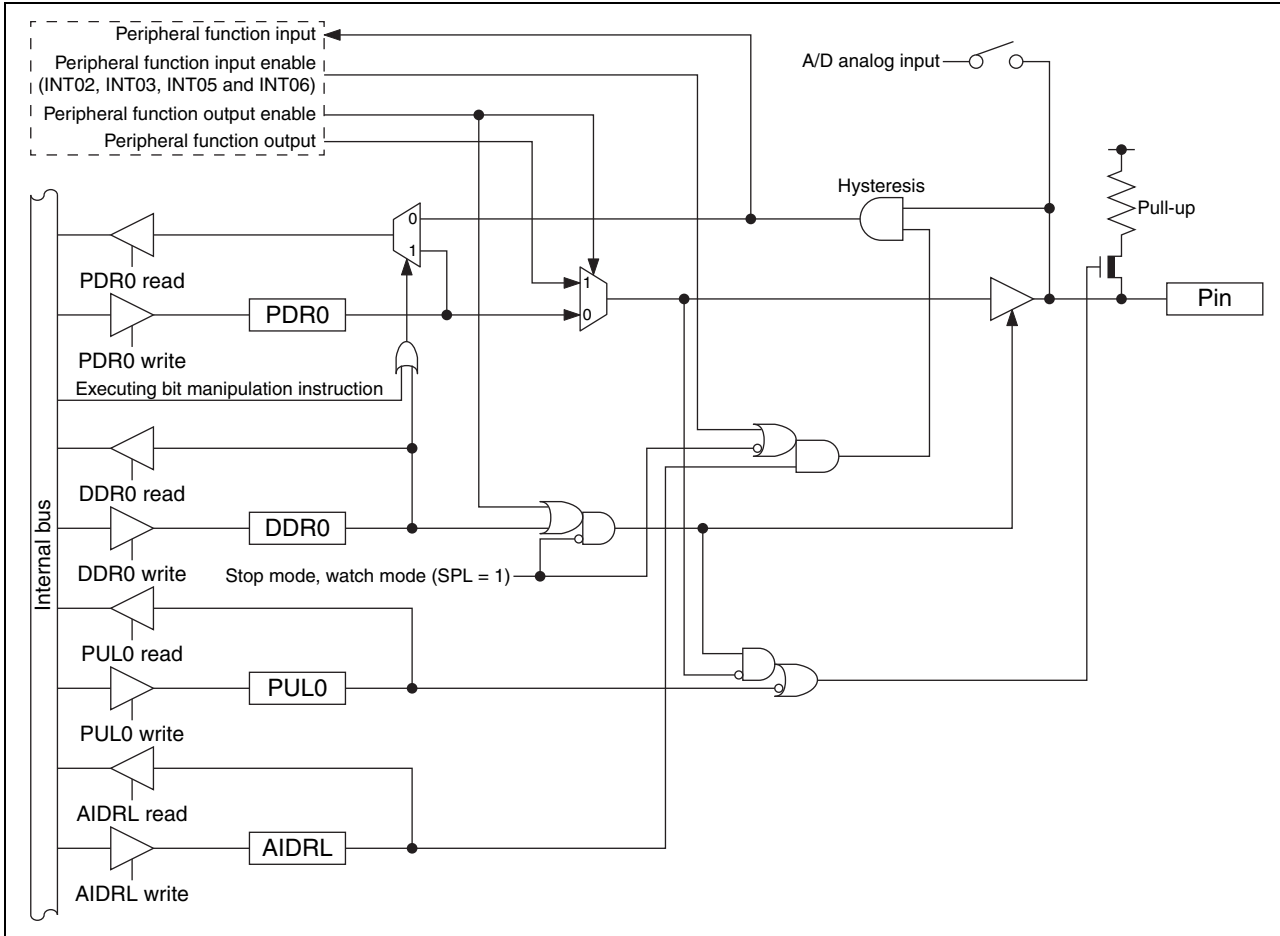 Peripheral function input
Peripheral function input enable
(INT02, INT03, INT05 and INT06)
Peripheral function output enable
Peripheral function output
A/D analog input
Hysteresis
Pull-up
0
1
PDR0 read
1
0
Pin
PDR0
PDR0 write
Executing bit manipulation instruction
DDR0 read
DDR0
DDR0 write
Stop mode, watch mode (SPL = 1)
Internal bus
PUL0 read
PUL0
PUL0 write
AIDRL read
AIDRL
AIDRL write